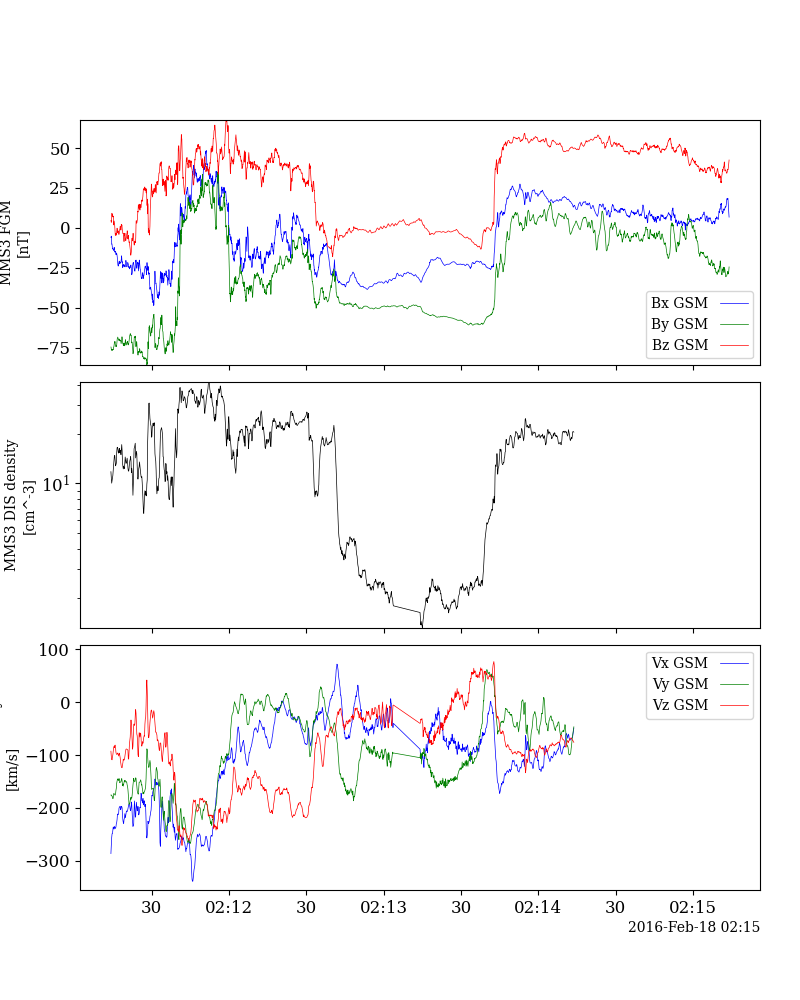 50
25
0
−25
−50
−75
MMS3 FGM
[nT]
Bx GSM
By GSM
Bz GSM
10^1
MMS3 DIS density
[cm^-3]
100
0
−100
−200
−300
[km/s]
Vx GSM
Vy GSM
Vz GSM
30 02:12 30 02:13 30 02:14 30 02:15
2016-Feb-18 02:15